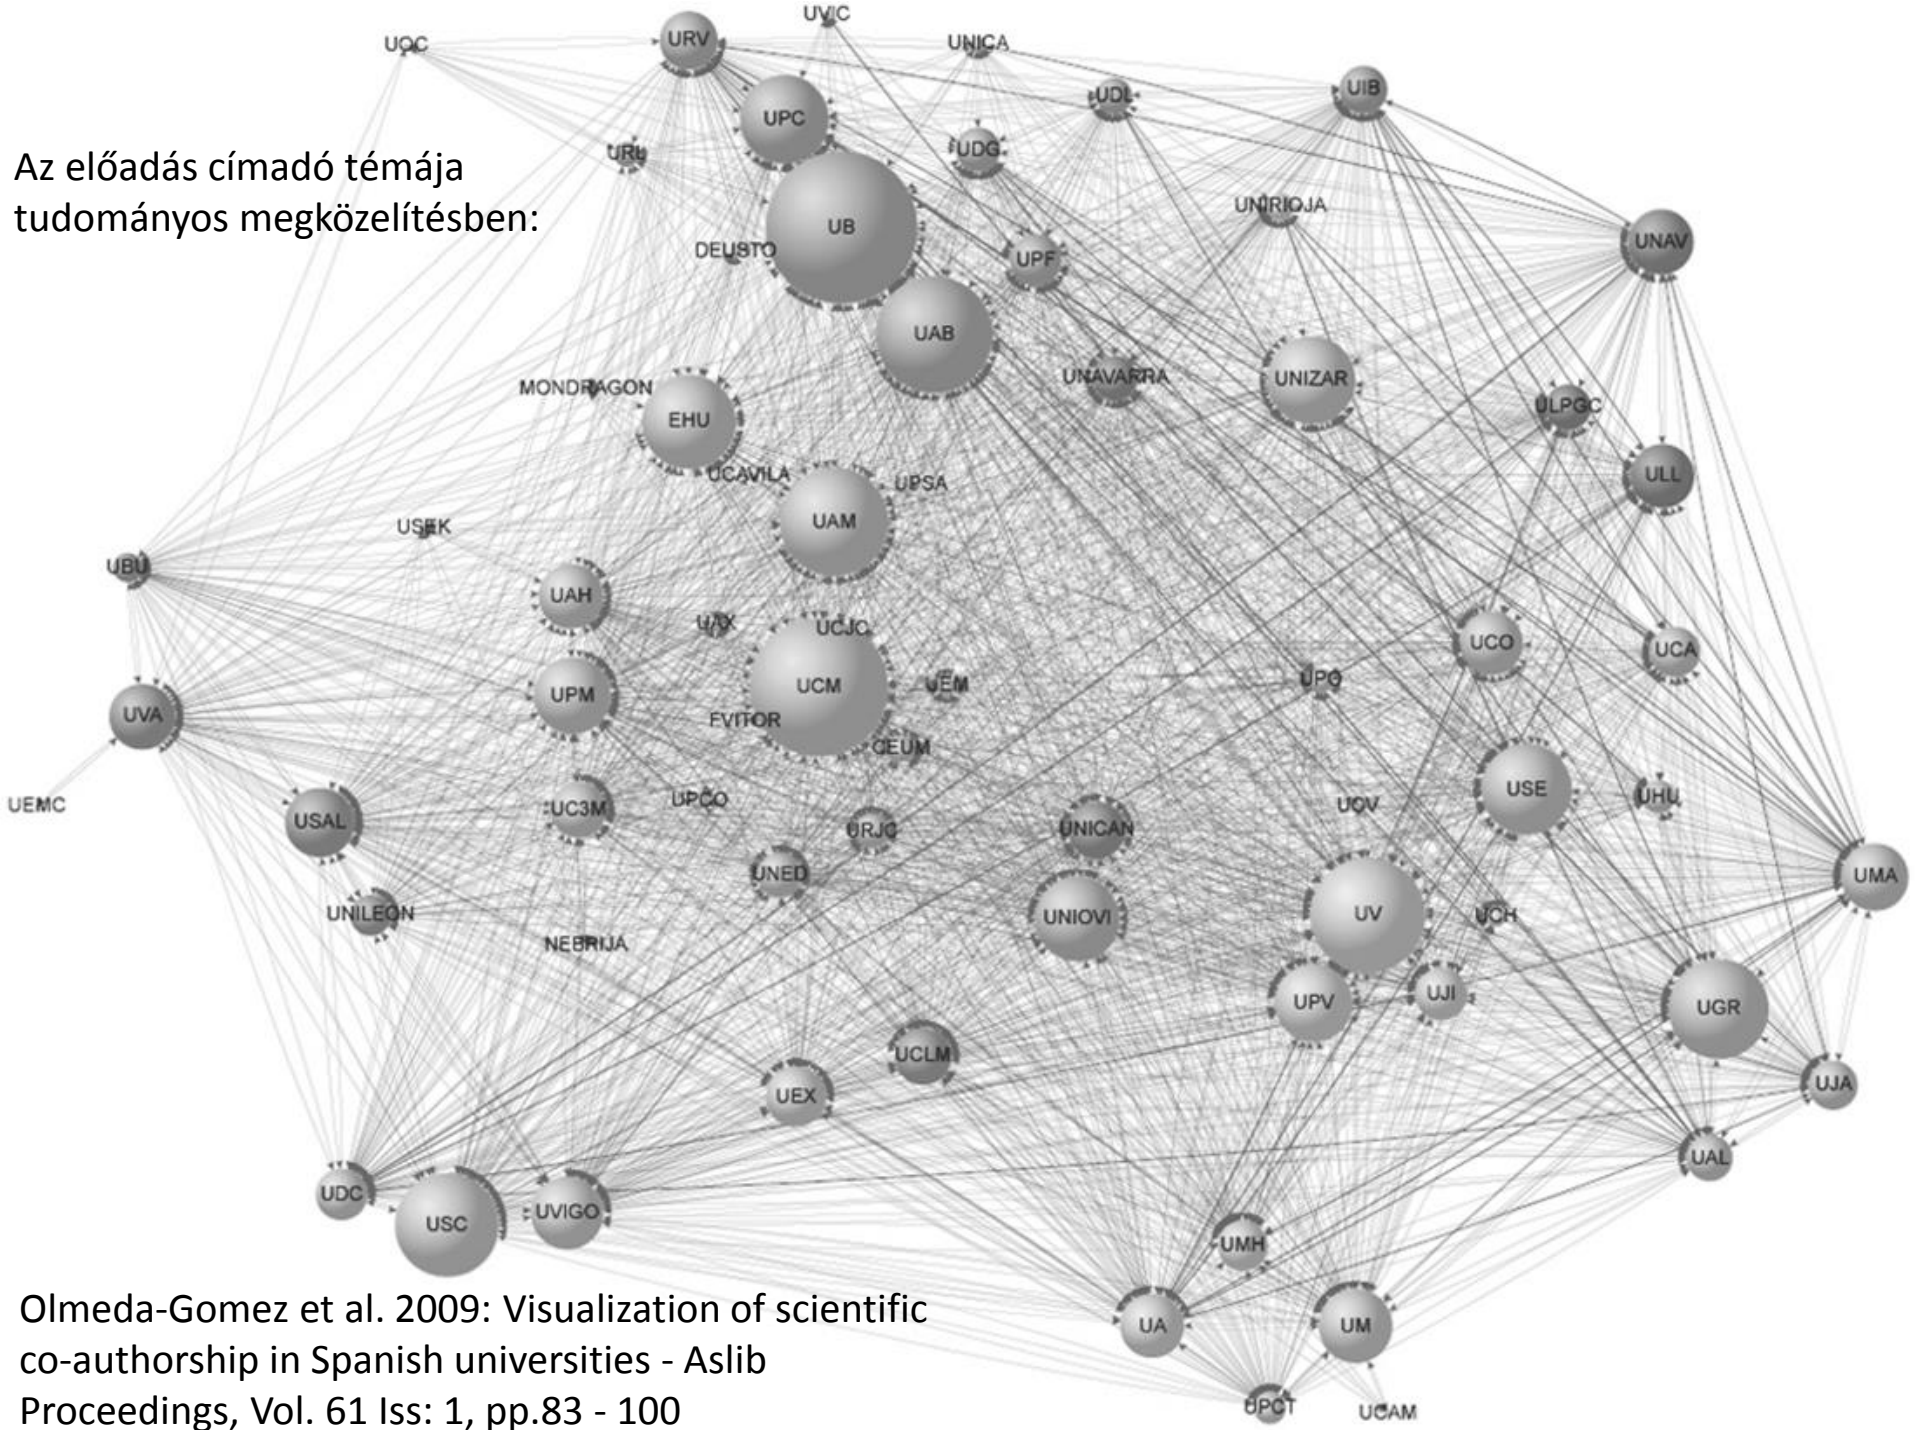 UVIC
URV
UOC
UNICA
UIB
UDL
UPC
UDG
URL
Az előadás címadó témája
tudományos megközelítésben:
UNIRIOJA
UB
UNAV
DEUSTO
UPF
UAB
UNAVARRA
UNIZAR
MONDRAGON
ULPGC
EHU
UCAVILA
UPSA
ULL
UAM
USEK
UBU
UAH
UAX
UCJC
UCO
UCA
UPO
UCM
UEM
UPM
UVA
FVITOR
CEUM
USE
UHU
UPCO
UEMC
UC3M
UOV
USAL
URJC
UNICAN
UNED
UMA
UNILEON
UNIOVI
UV
UCH
NEBRIJA
UJI
UPV
UGR
UCLM
UJA
UEX
UAL
UDC
UVIGO
USC
UMH
Olmeda-Gomez et al. 2009: Visualization of scientific
co-authorship in Spanish universities - Aslib
Proceedings, Vol. 61 Iss: 1, pp.83 - 100
UA
UM
UPCT
UCAM